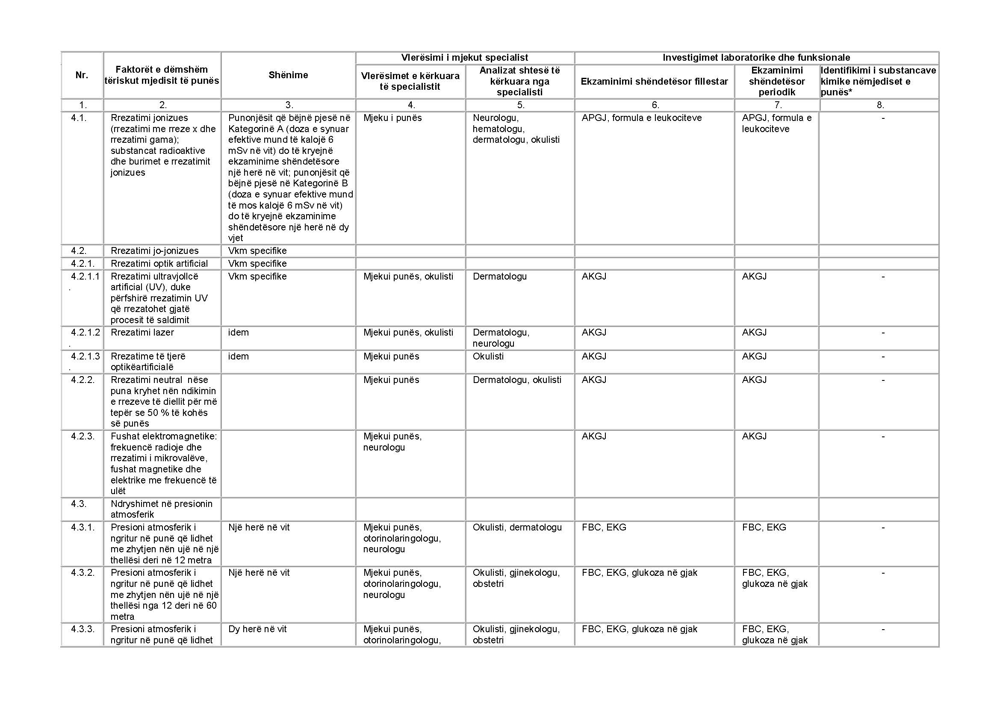 Nr.
Faktorët e dëmshëm
tëriskut mjedisit të punës
Shënime
Vlerësimi i mjekut specialist
Investigimet laboratorike dhe funksionale
Vlerësimet e kërkuara
të specialistit
Analizat shtesë të
kërkuara nga
specialisti
Ekzaminimi shëndetësor fillestar
Ekzaminimi
shëndetësor
periodik
Identifikimi i substancave
kimike nëmjediset e
punës*
1.
2.
3.
4.
5.
6.
7.
8.
4.1.
Rrezatimi jonizues
(rrezatimi me rreze x dhe
rrezatimi gama);
substancat radioaktive
dhe burimet e rrezatimit
jonizues
Punonjësit që bëjnë pjesë në
Kategorinë A (doza e synuar
efektive mund të kalojë 6
mSv në vit) do të kryejnë
ekzaminime shëndetësore
një herë në vit; punonjësit që
bëjnë pjesë në Kategorinë B
(doza e synuar efektive mund
të mos kalojë 6 mSv në vit)
do të kryejnë ekzaminime
shëndetësore një herë në dy
vjet
Mjeku i punës
Neurologu,
hematologu,
dermatologu, okulisti
APGJ, formula e leukociteve
APGJ, formula e
leukociteve
-
4.2.
Rrezatimi jo-jonizues
Vkm specifike
4.2.1.
Rrezatimi optik artificial
Vkm specifike
4.2.1.1
.
Rrezatimi ultravjollcë
artificial (UV), duke
përfshirë rrezatimin UV
që rrezatohet gjatë
procesit të saldimit
Vkm specifike
Mjekui punës, okulisti
Dermatologu
AKGJ
AKGJ
-
4.2.1.2
.
Rrezatimi lazer
idem
Mjekui punës, okulisti
Dermatologu,
neurologu
AKGJ
AKGJ
-
4.2.1.3
.
Rrezatime të tjerë
optikëartificialë
idem
Mjekui punës
Okulisti
AKGJ
AKGJ
-
4.2.2.
Rrezatimi neutral  nëse
puna kryhet nën ndikimin
e rrezeve të diellit për më
tepër se 50 % të kohës
së punës
Mjekui punës
Dermatologu, okulisti
AKGJ
AKGJ
-
4.2.3.
Fushat elektromagnetike:
frekuencë radioje dhe
rrezatimi i mikrovalëve,
fushat magnetike dhe
elektrike me frekuencë të
ulët
Mjekui punës,
neurologu
AKGJ
AKGJ
-
4.3.
Ndryshimet në presionin
atmosferik
4.3.1.
Presioni atmosferik i
ngritur në punë që lidhet
me zhytjen nën ujë në një
thellësi deri në 12 metra
Një herë në vit
Mjekui punës,
otorinolaringologu,
neurologu
Okulisti, dermatologu
FBC, EKG
FBC, EKG
-
4.3.2.
Presioni atmosferik i
ngritur në punë që lidhet
me zhytjen nën ujë në një
thellësi nga 12 deri në 60
metra
Një herë në vit
Mjekui punës,
otorinolaringologu,
neurologu
Okulisti, gjinekologu,
obstetri
FBC, EKG, glukoza në gjak
FBC, EKG,
glukoza në gjak
-
4.3.3.
Presioni atmosferik i
ngritur në punë që lidhet
Dy herë në vit
Mjekui punës,
otorinolaringologu,
Okulisti, gjinekologu,
obstetri
FBC, EKG, glukoza në gjak
FBC, EKG,
glukoza në gjak
-